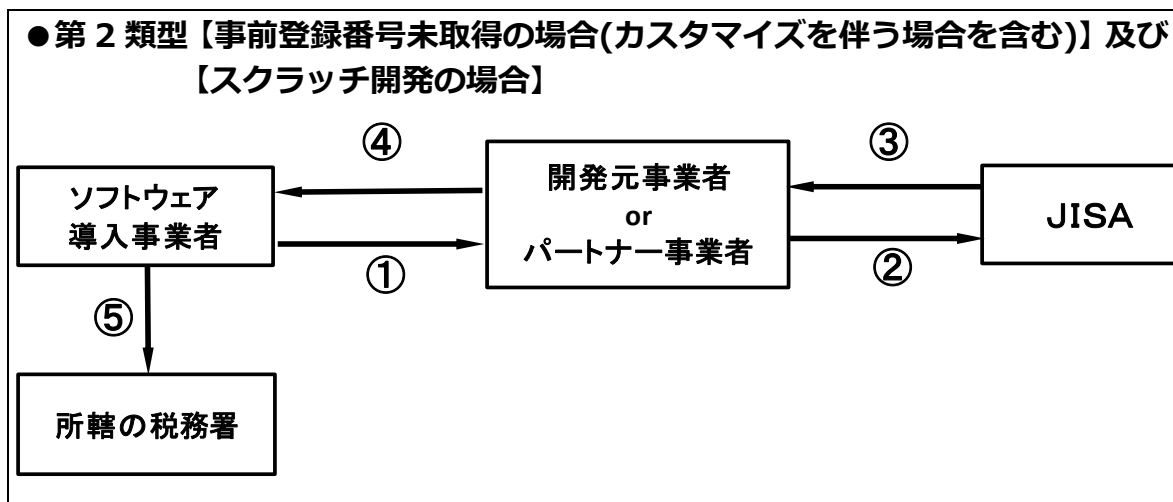 ●第2類型【事前登録番号未取得の場合(カスタマイズを伴う場合を含む)】及び
【スクラッチ開発の場合】
④
③
ソフトウェア
導入事業者
開発元事業者
or
パートナー事業者
JISA
①
②
⑤
所轄の税務署